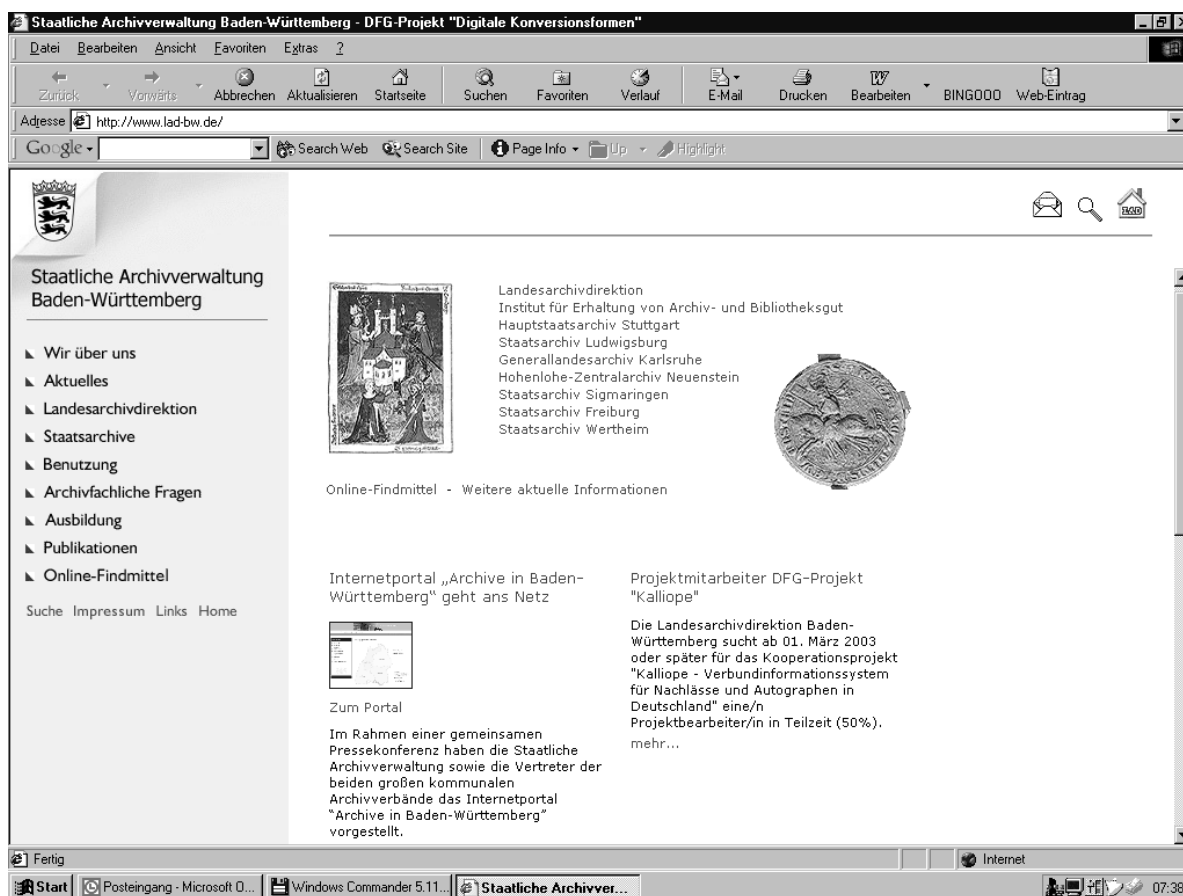 Staatliche Archivverwaltung Baden-Württemberg - DFG-Projekt "Digitale Konversionsformen"
Datei Bearbeiten Ansicht Favoriten Extras ?
Zurück Vorwärts Abbrechen Aktualisieren Startseite Suchen Favoriten Verlauf E-Mail Drucken Bearbeiten BINGOOO Web-Eintrag
Adresse http://www.lad-bw.de/
Google Search Web Search Site Page Info Up Highlight
LAD
Staatliche Archivverwaltung
Baden-Württemberg
Wir über uns
Aktuelles
Landesarchivdirektion
Staatsarchive
Benutzung
Archivfachliche Fragen
Ausbildung
Publikationen
Online-Findmittel
Suche Impressum Links Home
Landesarchivdirektion
Institut für Erhaltung von Archiv- und Bibliotheksgut
Hauptstaatsarchiv Stuttgart
Staatsarchiv Ludwigsburg
Generallandesarchiv Karlsruhe
Hohenlohe-Zentralarchiv Neuenstein
Staatsarchiv Sigmaringen
Staatsarchiv Freiburg
Staatsarchiv Wertheim
Online-Findmittel - Weitere aktuelle Informationen
Internetportal „Archive in Baden-
Württemberg“ geht ans Netz
Zum Portal
Im Rahmen einer gemeinsamen
Pressekonferenz haben die Staatliche
Archivverwaltung sowie die Vertreter der
beiden großen kommunalen
Archivverbände das Internetportal
“Archive in Baden-Württemberg”
vorgestellt.
Projektmitarbeiter DFG-Projekt
"Kalliope"
Die Landesarchivdirektion Baden-
Württemberg sucht ab 01. März 2003
oder später für das Kooperationsprojekt
"Kalliope - Verbundinformationssystem
für Nachlässe und Autographen in
Deutschland" eine/n
Projektbearbeiter/in in Teilzeit (50%).
mehr...
Fertig Internet
Start Posteingang - Microsoft O... Windows Commander 5.11... Staatliche Archivver... 07:38